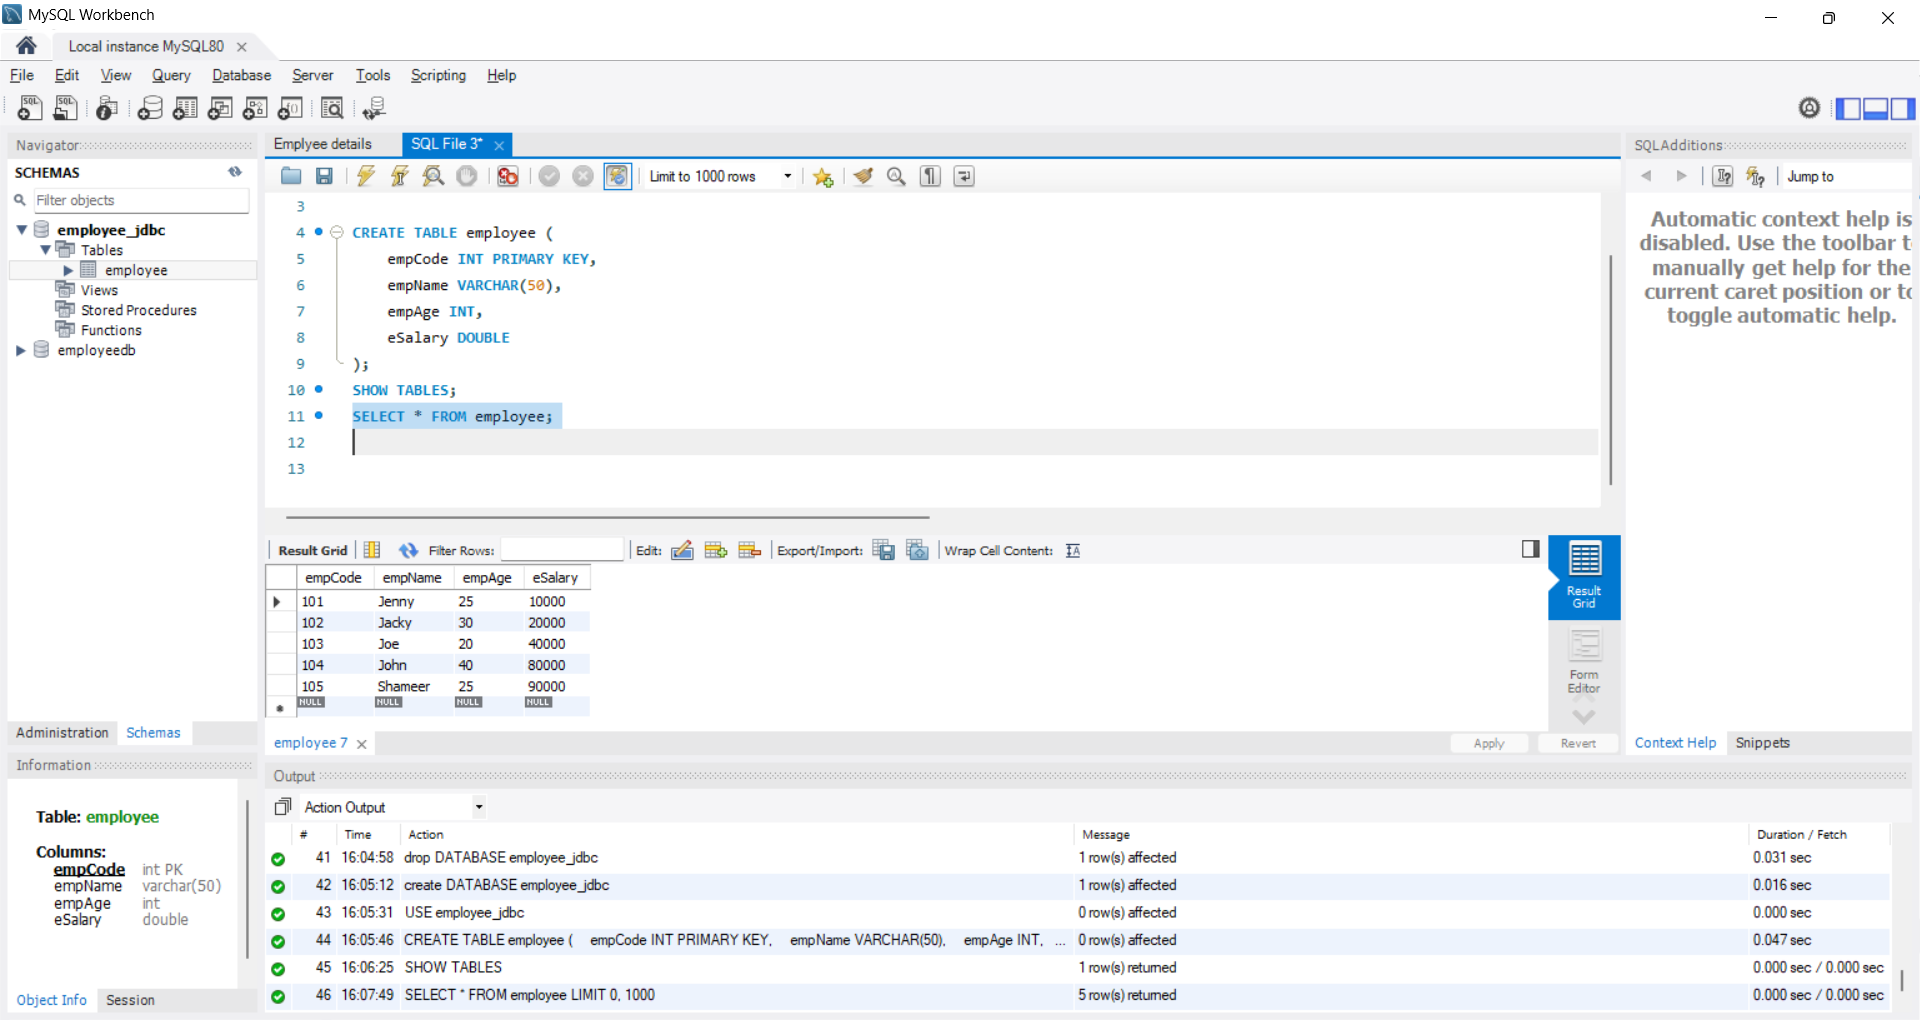 MySQL Workbench
Local instance MySQL80
File Edit View Query Database Server Tools Scripting Help
Navigator
SCHEMAS
Filter objects
employee_jdbc
Tables
employee
Views
Stored Procedures
Functions
employeedb
Administration Schemas
Information
Table: employee
Columns:
empCode int PK
empName varchar(50)
empAge int
eSalary double
Object Info Session
Emplyee details SQL File 3*
Limit to 1000 rows
3
4 CREATE TABLE employee (
5 empCode INT PRIMARY KEY,
6 empName VARCHAR(50),
7 empAge INT,
8 eSalary DOUBLE
9 );
10 SHOW TABLES;
11 SELECT * FROM employee;
12
13
Result Grid Filter Rows: Edit: Export/Import: Wrap Cell Content:
empCode empName empAge eSalary
101 Jenny 25 10000
102 Jacky 30 20000
103 Joe 20 40000
104 John 40 80000
105 Shameer 25 90000
NULL NULL NULL NULL
Result
Grid
Form
Editor
employee 7
Apply Revert
Output
Action Output
# Time Action Message Duration / Fetch
41 16:04:58 drop DATABASE employee_jdbc 1 row(s) affected 0.031 sec
42 16:05:12 create DATABASE employee_jdbc 1 row(s) affected 0.016 sec
43 16:05:31 USE employee_jdbc 0 row(s) affected 0.000 sec
44 16:05:46 CREATE TABLE employee ( empCode INT PRIMARY KEY, empName VARCHAR(50), empAge INT, ... 0 row(s) affected 0.047 sec
45 16:06:25 SHOW TABLES 1 row(s) returned 0.000 sec / 0.000 sec
46 16:07:49 SELECT * FROM employee LIMIT 0, 1000 5 row(s) returned 0.000 sec / 0.000 sec
SQLAdditions
Jump to
Automatic context help is
disabled. Use the toolbar t
manually get help for the
current caret position or to
toggle automatic help.
Context Help Snippets